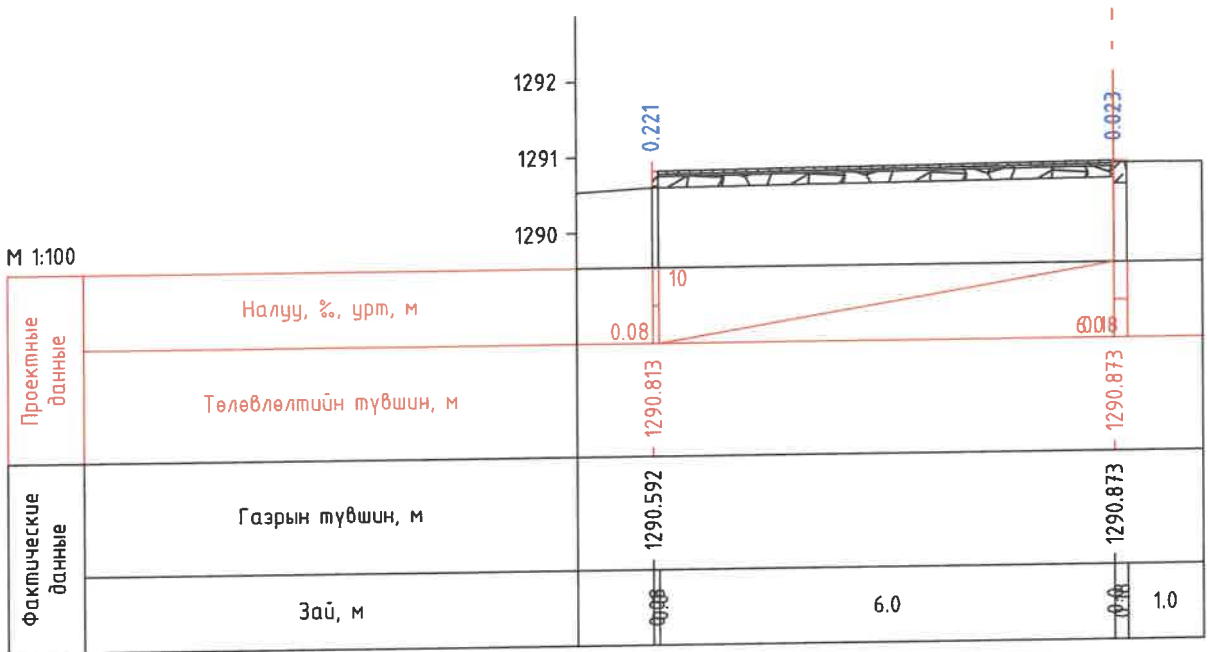 1292
0.221
0.023
1291
1290
М 1:100
Проектные данные
Налуу, ‰, урт, м
10
0.08
Төлөвлөлтийн түвшин, м
1290.813
1290.873
Фактические данные
Газрын түвшин, м
1290.592
1290.873
Зай, м
6.0
1.0